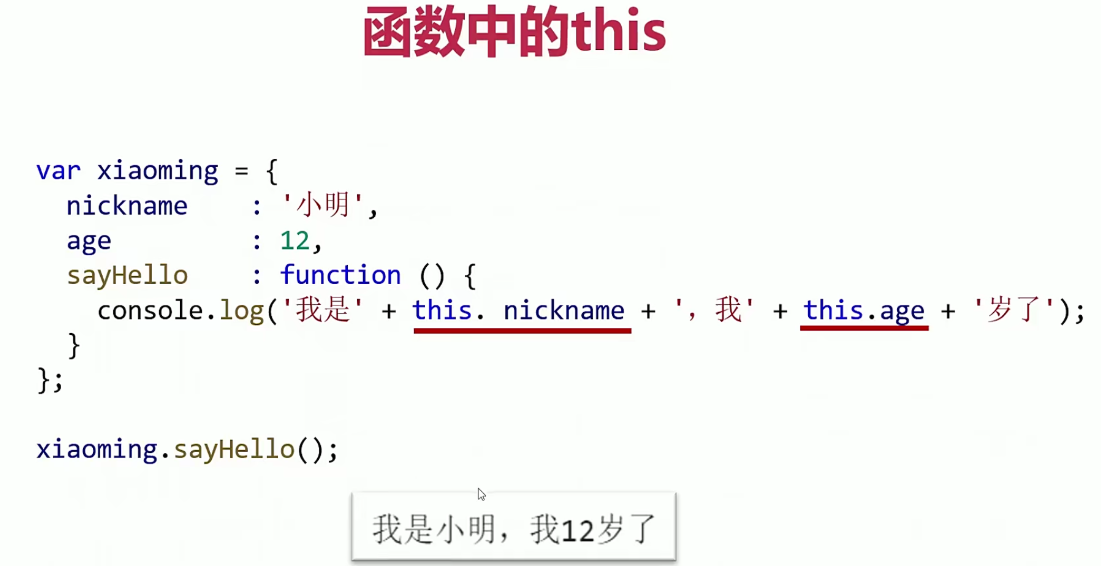 函数中的this
var xiaoming = {
  nickname    : '小明',
  age         : 12,
  sayHello    : function () {
    console.log('我是' + this. nickname + '，我' + this.age + '岁了');
  }
};
xiaoming.sayHello();
我是小明，我12岁了